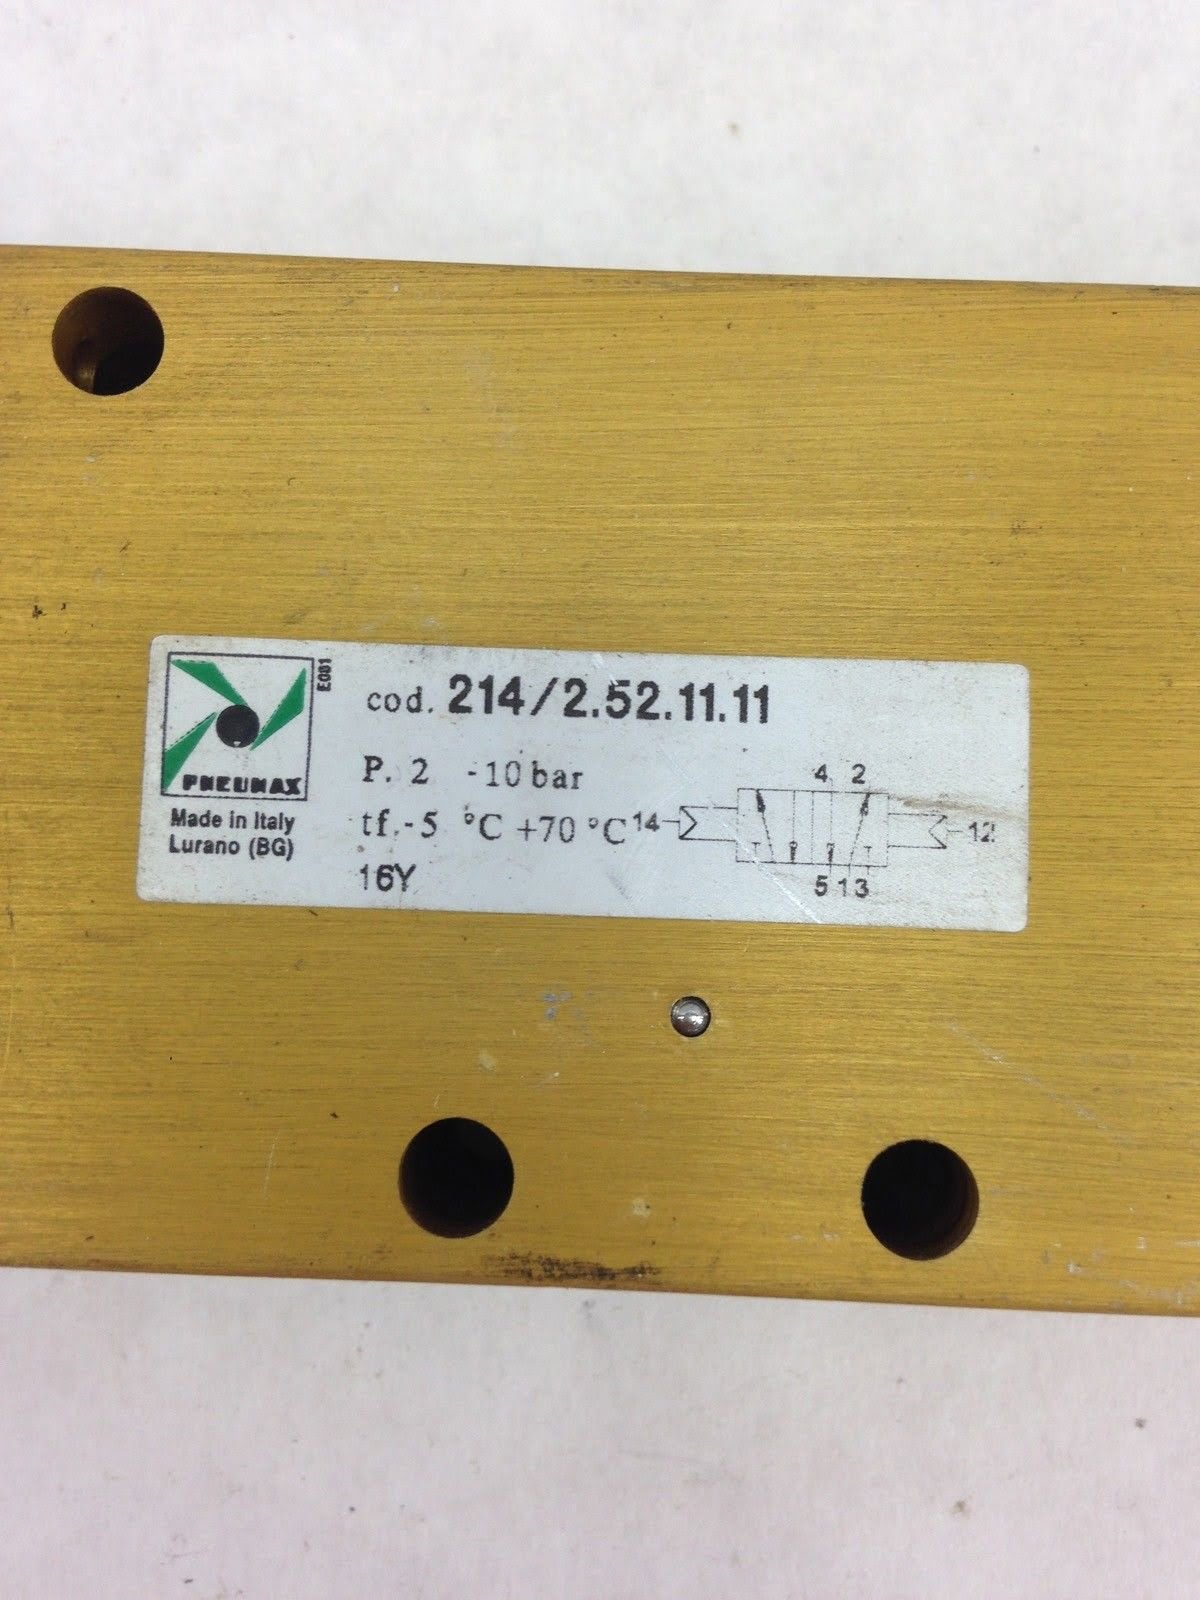 E001
PNEUMAX
Made in Italy
Lurano (BG)
cod. 214/2.52.11.11
P. 2 -10 bar
tf.-5 °C +70 °C
16Y
4 2
14
12
5 1 3